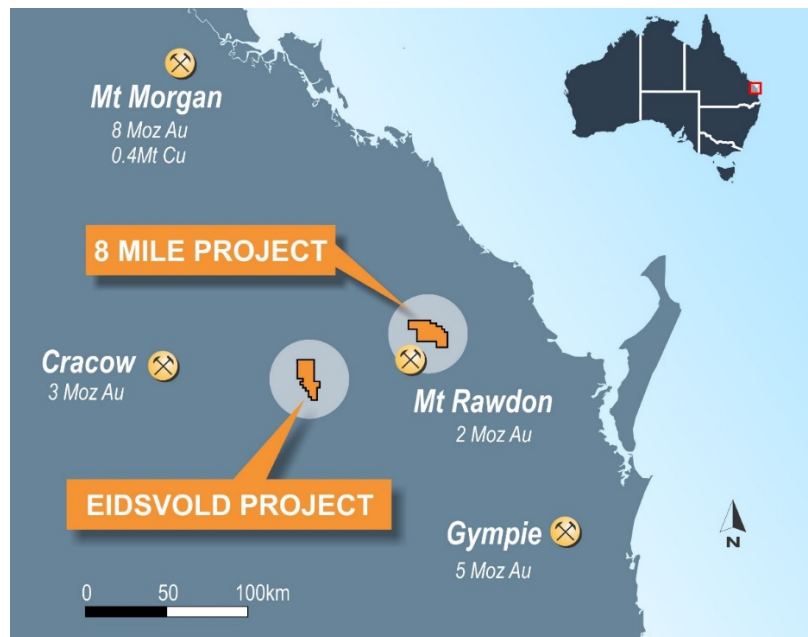 Mt Morgan
8 Moz Au
0.4Mt Cu
8 MILE PROJECT
Cracow
3 Moz Au
Mt Rawdon
2 Moz Au
EIDSVOLD PROJECT
Gympie
5 Moz Au
N
0 50 100km